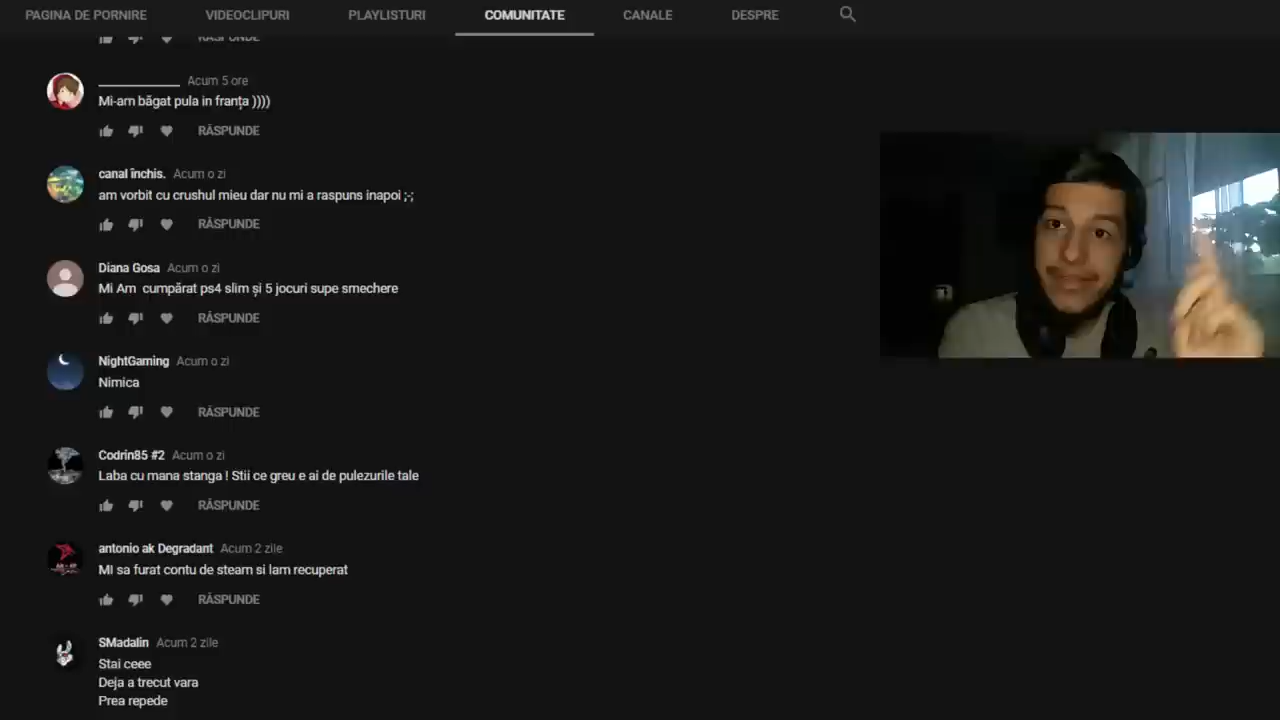 PAGINA DE PORNIRE VIDEOCLIPURI PLAYLISTURI COMUNITATE CANALE DESPRE
RĂSPUNDE
Acum 5 ore
Mi-am băgat pula in franța ))))
RĂSPUNDE
canal închis. Acum o zi
am vorbit cu crushul mieu dar nu mi a raspuns inapoi ;-;
RĂSPUNDE
Diana Gosa Acum o zi
Mi Am cumpărat ps4 slim și 5 jocuri supe smechere
RĂSPUNDE
NightGaming Acum o zi
Nimica
RĂSPUNDE
Codrin85 #2 Acum o zi
Laba cu mana stanga ! Stii ce greu e ai de pulezurile tale
RĂSPUNDE
antonio ak Degradant Acum 2 zile
MI sa furat contu de steam si lam recuperat
RĂSPUNDE
SMadalin Acum 2 zile
Stai ceee
Deja a trecut vara
Prea repede